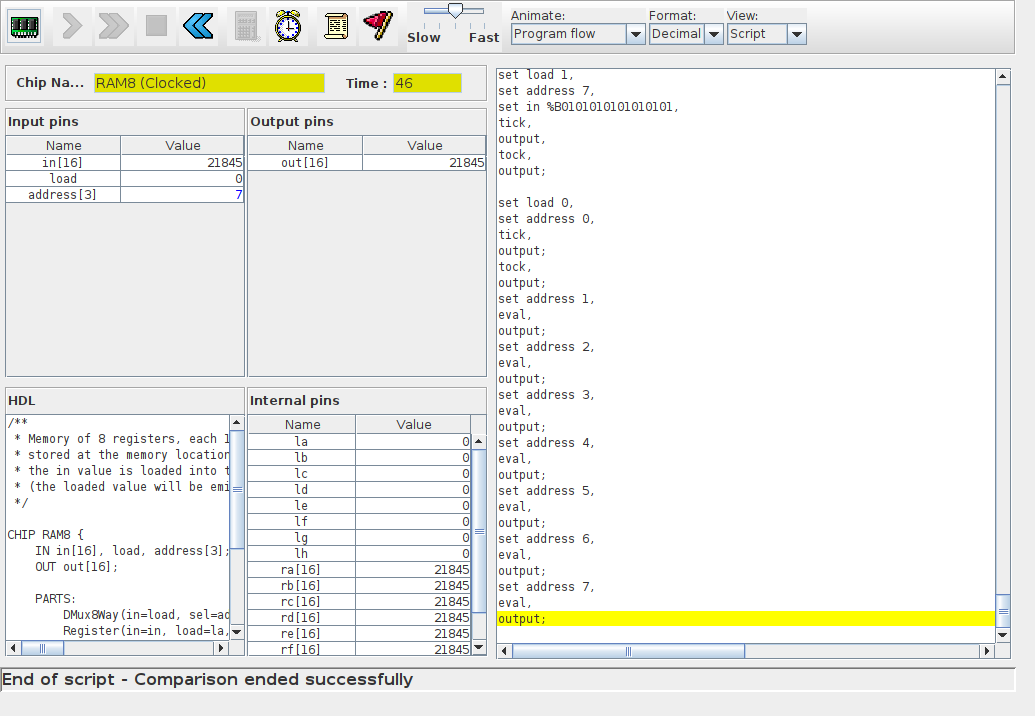 Animate: Format: View:
Slow Fast Program flow Decimal Script
Chip Na... RAM8 (Clocked) Time : 46
Input pins
Name Value
in[16] 21845
load 0
address[3] 7
Output pins
Name Value
out[16] 21845
HDL
/**
* Memory of 8 registers, each 1
* stored at the memory location
* the in value is loaded into t
* (the loaded value will be emi
*/
CHIP RAM8 {
IN in[16], load, address[3];
OUT out[16];
PARTS:
DMux8Way(in=load, sel=ad
Register(in=in, load=la,
Internal pins
Name Value
la 0
lb 0
lc 0
ld 0
le 0
lf 0
lg 0
lh 0
ra[16] 21845
rb[16] 21845
rc[16] 21845
rd[16] 21845
re[16] 21845
rf[16] 21845
set load 1,
set address 7,
set in %B0101010101010101,
tick,
output,
tock,
output;
set load 0,
set address 0,
tick,
output;
tock,
output;
set address 1,
eval,
output;
set address 2,
eval,
output;
set address 3,
eval,
output;
set address 4,
eval,
output;
set address 5,
eval,
output;
set address 6,
eval,
output;
set address 7,
eval,
output;
End of script - Comparison ended successfully